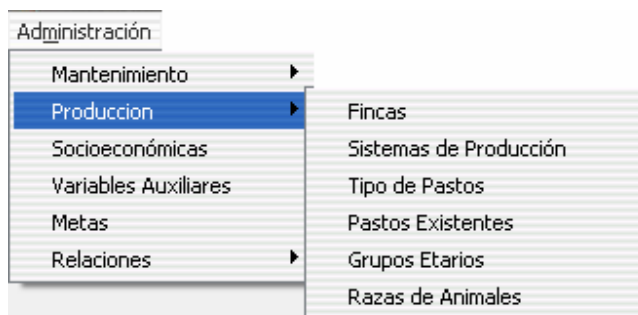 Administración
Mantenimiento
Produccion
Socioeconómicas
Variables Auxiliares
Metas
Relaciones
Fincas
Sistemas de Producción
Tipo de Pastos
Pastos Existentes
Grupos Etarios
Razas de Animales